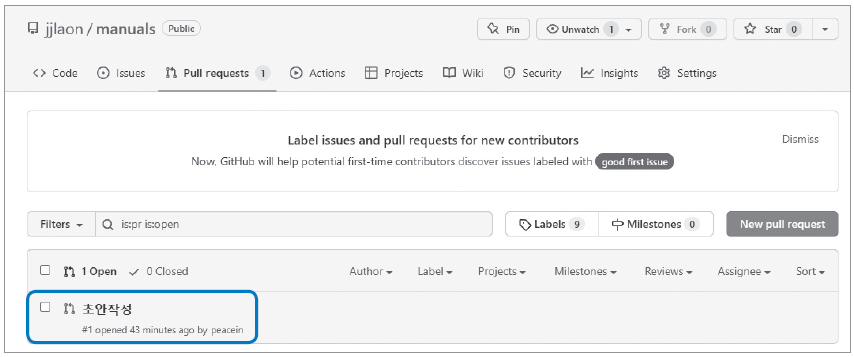 jjlaon / manuals Public Pin Unwatch 1 Fork 0 Star 0
Code Issues Pull requests 1 Actions Projects Wiki Security Insights Settings
Label issues and pull requests for new contributors Dismiss
Now, GitHub will help potential first-time contributors discover issues labeled with good first issue
Filters is:pr is:open Labels 9 Milestones 0 New pull request
1 Open 0 Closed Author Label Projects Milestones Reviews Assignee Sort
초안작성
#1 opened 43 minutes ago by peacein